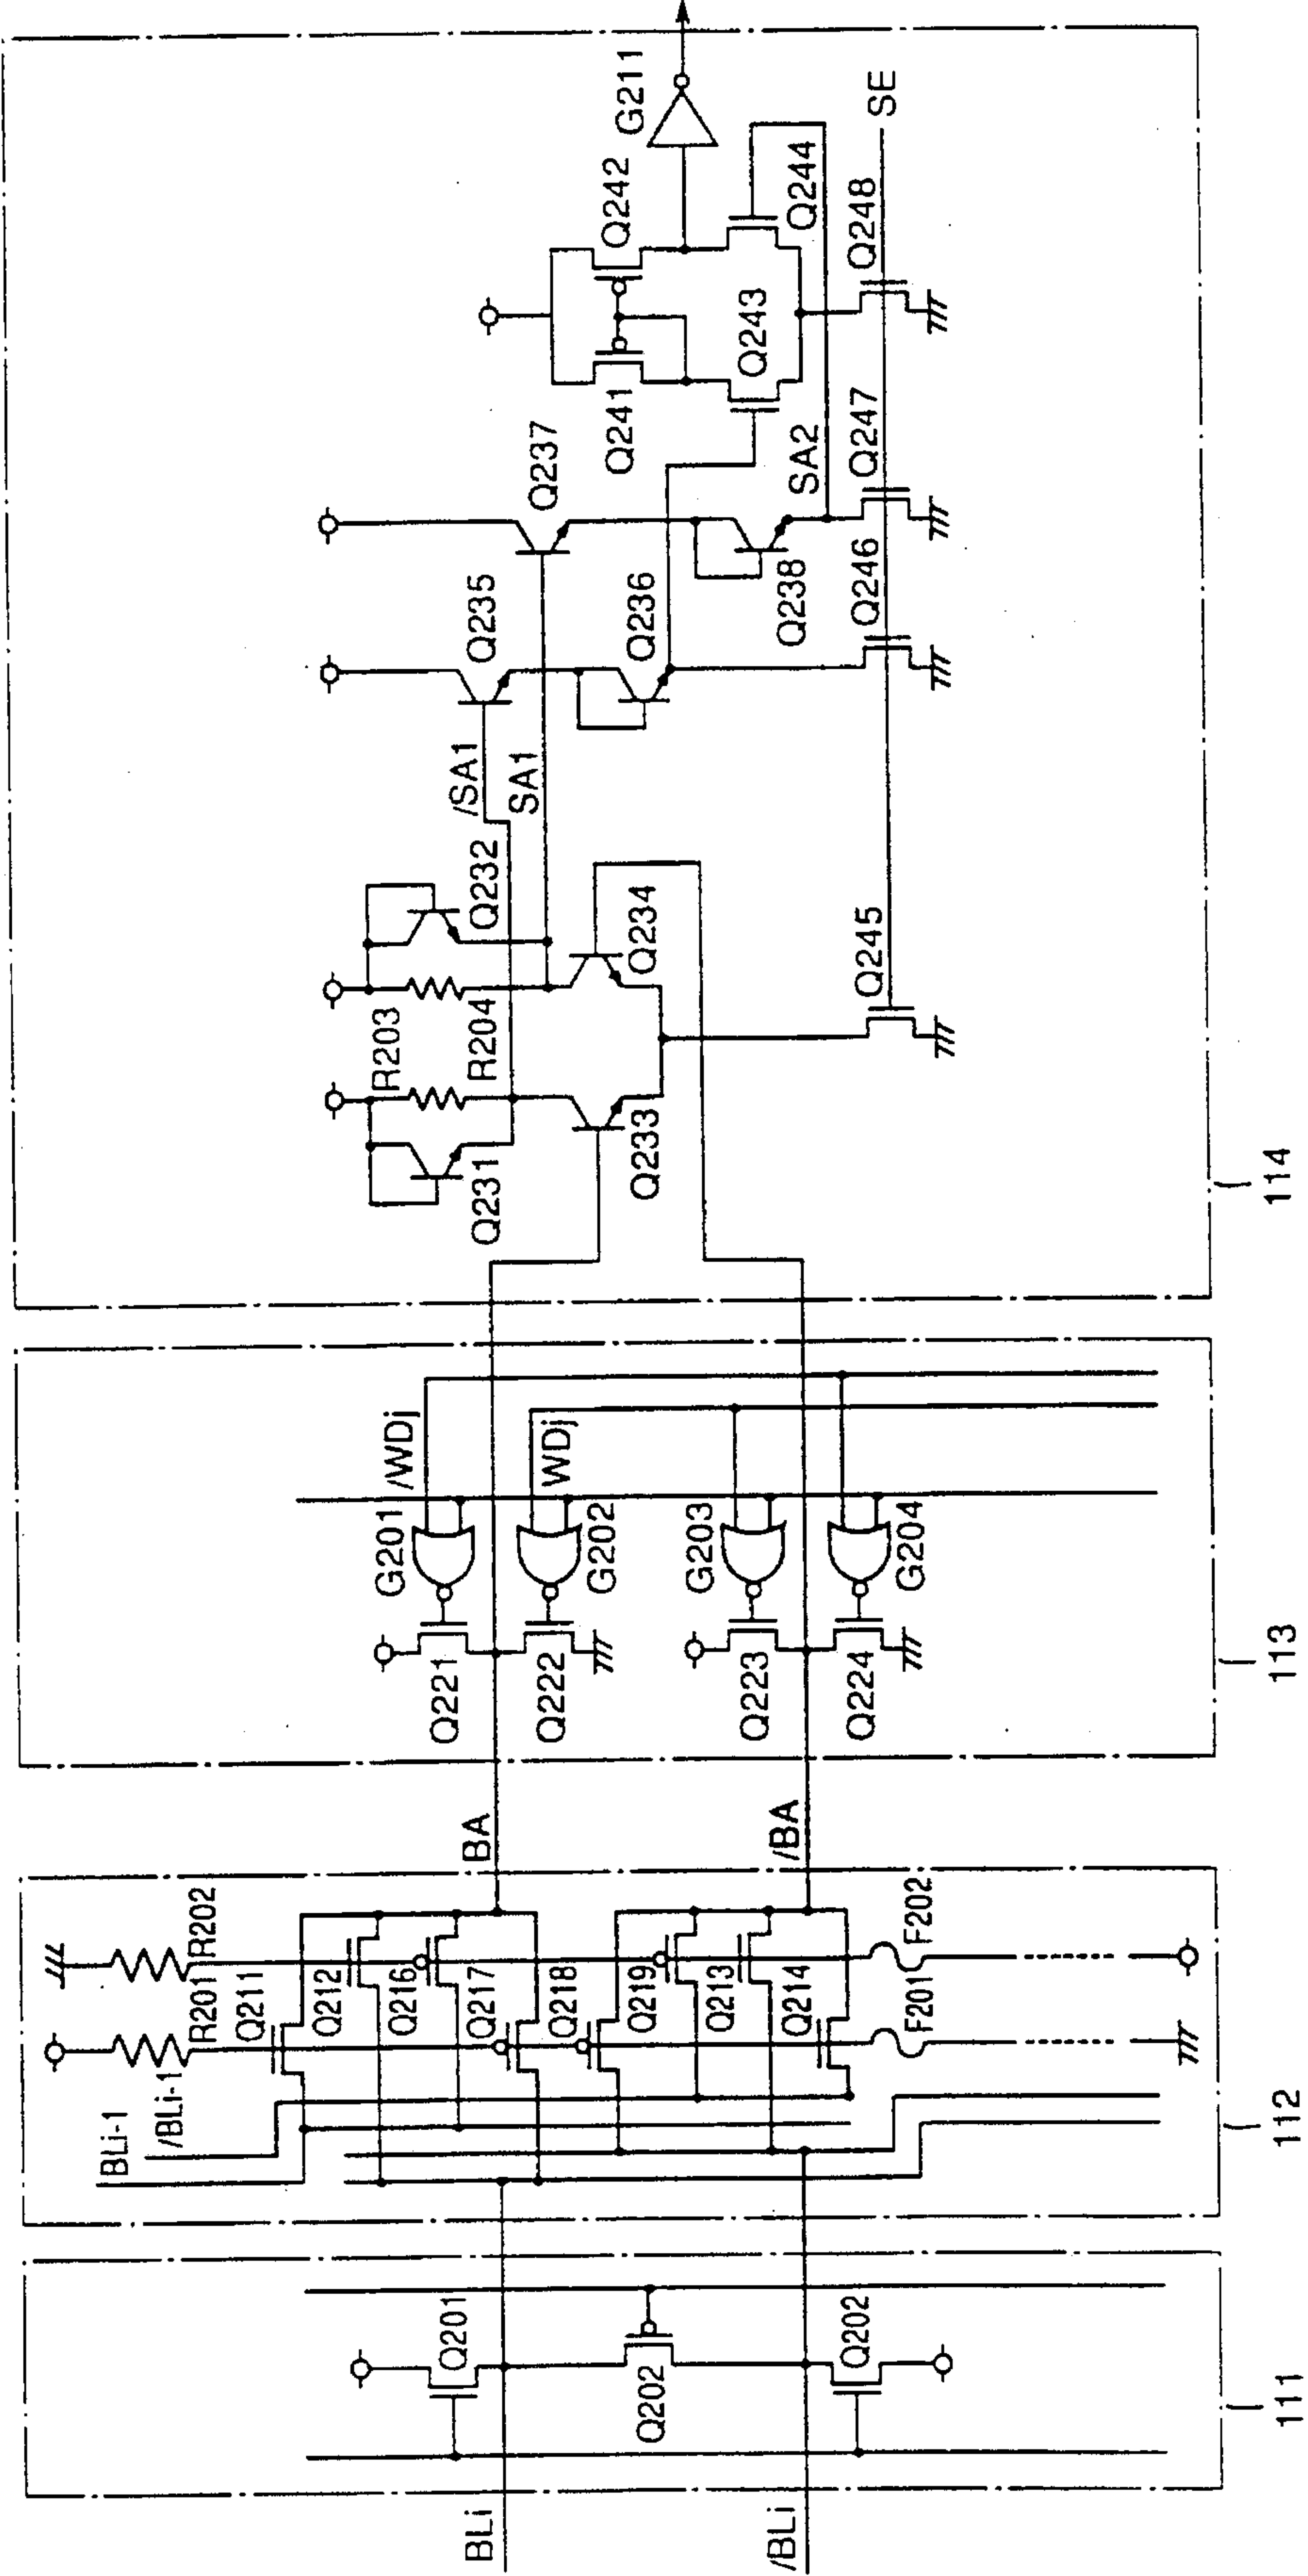 BLi
/BLi
Q201
Q202
Q202
111
BLi-1
/BLi-1
R201
R202
Q211
Q212
Q216
Q217
Q218
Q219
Q213
Q214
F201
F202
112
BA
/BA
/WDj
G201
Q221
WDj
G202
Q222
G203
Q223
G204
Q224
113
Q231
R203
R204
Q232
Q233
Q234
/SA1
SA1
Q235
Q236
Q237
Q238
SA2
Q241
Q242
Q243
Q244
G211
Q245
Q246
Q247
Q248
SE
114